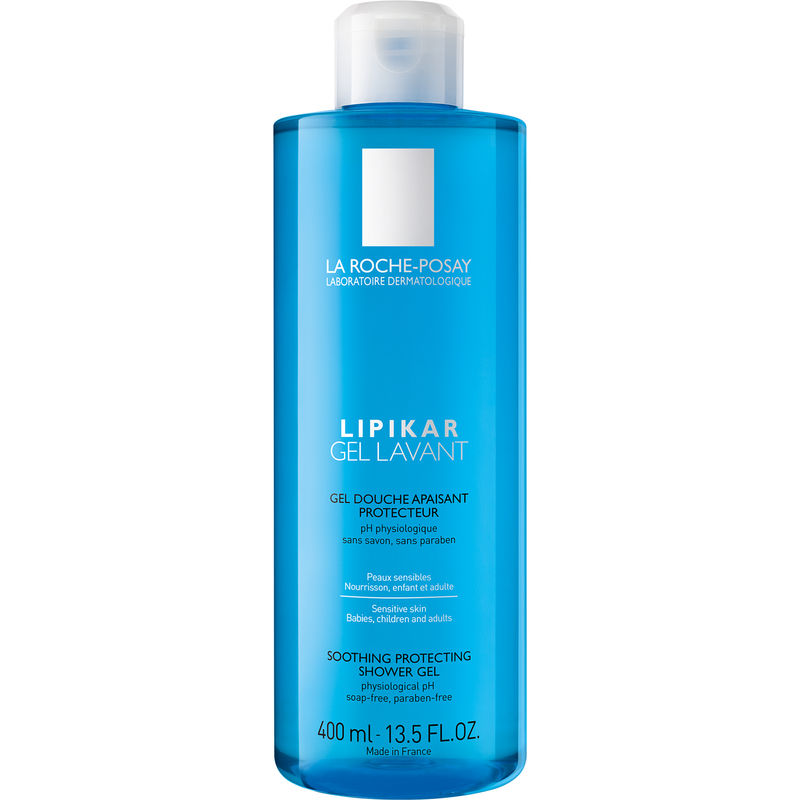 LA ROCHE-POSAY
LABORATOIRE DERMATOLOGIQUE
LIPIKAR
GEL LAVANT
GEL DOUCHE APAISANT
PROTECTEUR
pH physiologique
sans savon, sans paraben
Peaux sensibles
Nourrisson, enfant et adulte
Sensitive skin
Babies, children and adults
SOOTHING PROTECTING
SHOWER GEL
physiological pH
soap-free, paraben-free
400 ml - 13.5 FL.OZ.
Made in France